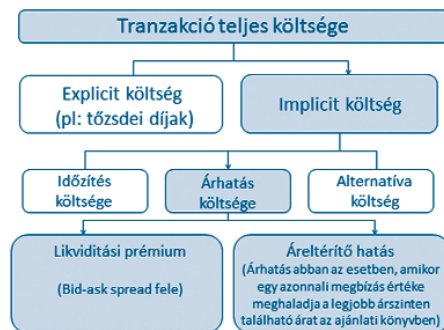 Tranzakció teljes költsége
Explicit költség
(pl: tőzsdei díjak)
Implicit költség
Időzítés
költsége
Árhatás
költsége
Alternatíva
költség
Likviditási prémium
(Bid-ask spread fele)
Áreltérítő hatás
(Árhatás abban az esetben, amikor
egy azonnali megbízás értéke
meghaladja a legjobb árszinten
található árat az ajánlati könyvben)